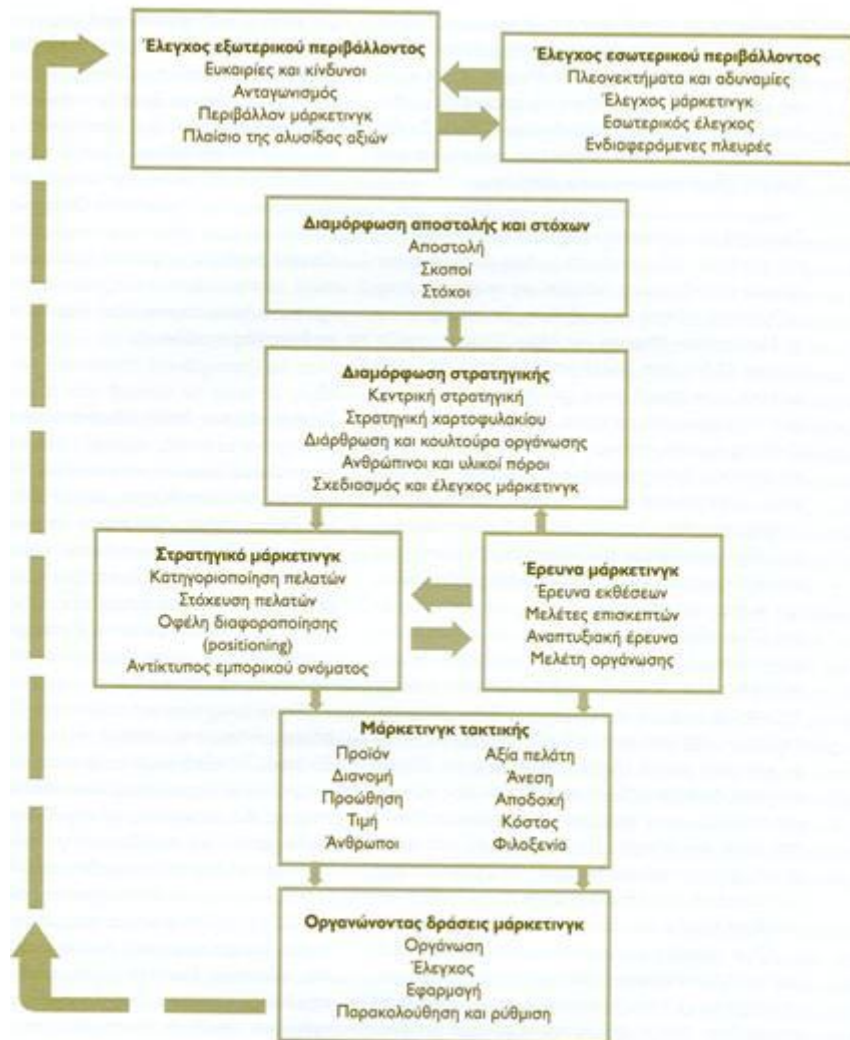 Έλεγχος εξωτερικού περιβάλλοντος
Ευκαιρίες και κίνδυνοι
Ανταγωνισμός
Περιβάλλον μάρκετινγκ
Πλαίσιο της αλυσίδας αξιών
Έλεγχος εσωτερικού περιβάλλοντος
Πλεονεκτήματα και αδυναμίες
Έλεγχος μάρκετινγκ
Εσωτερικός έλεγχος
Ενδιαφερόμενες πλευρές
Διαμόρφωση αποστολής και στόχων
Αποστολή
Σκοποί
Στόχοι
Διαμόρφωση στρατηγικής
Κεντρική στρατηγική
Στρατηγική χαρτοφυλακίου
Διάρθρωση και κουλτούρα οργάνωσης
Ανθρώπινοι και υλικοί πόροι
Σχεδιασμός και έλεγχος μάρκετινγκ
Στρατηγικό μάρκετινγκ
Κατηγοριοποίηση πελατών
Στόχευση πελατών
Οφέλη διαφοροποίησης
(positioning)
Αντίκτυπος εμπορικού ονόματος
Έρευνα μάρκετινγκ
Έρευνα εκθέσεων
Μελέτες επισκεπτών
Αναπτυξιακή έρευνα
Μελέτη οργάνωσης
Μάρκετινγκ τακτικής
Προϊόν
Διανομή
Προώθηση
Τιμή
Άνθρωποι
Αξία πελάτη
Άνεση
Αποδοχή
Κόστος
Φιλοξενία
Οργανώνοντας δράσεις μάρκετινγκ
Οργάνωση
Έλεγχος
Εφαρμογή
Παρακολούθηση και ρύθμιση